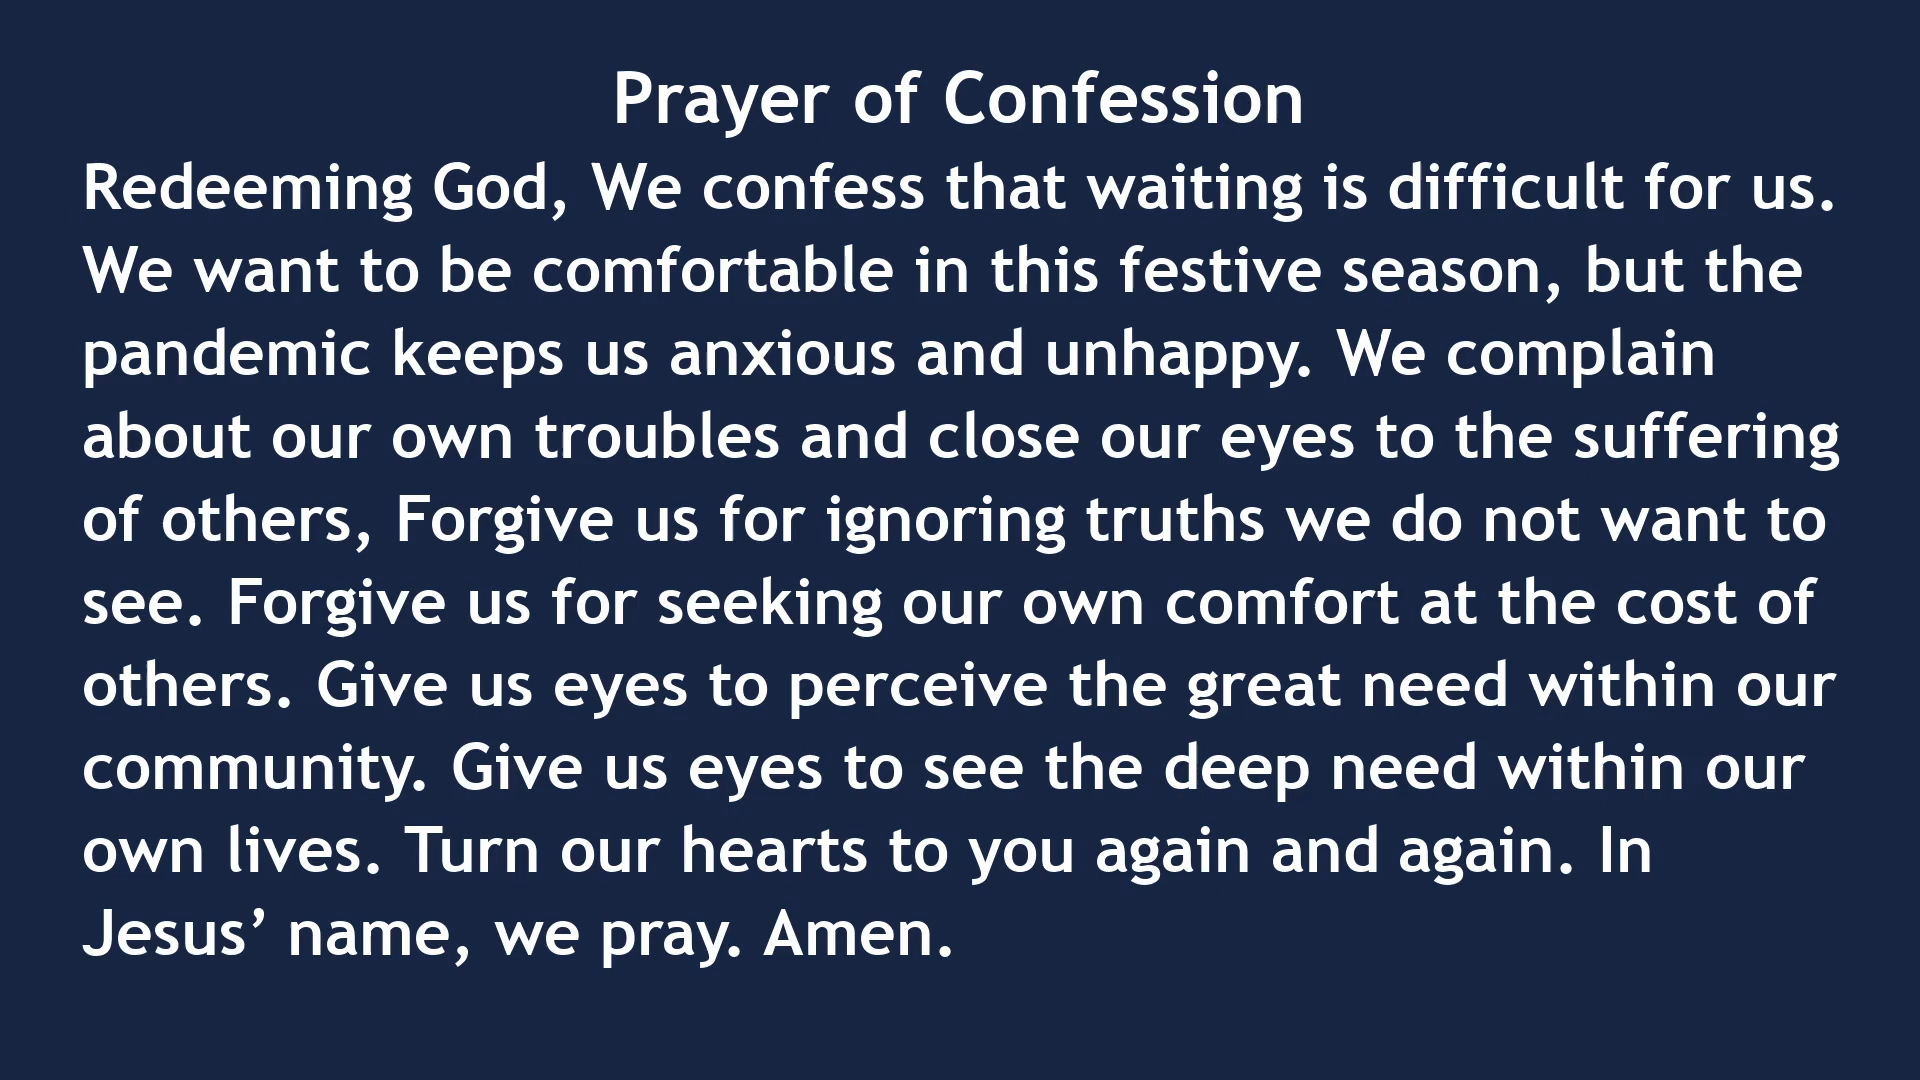 Prayer of Confession
Redeeming God, We confess that waiting is difficult for us.
We want to be comfortable in this festive season, but the
pandemic keeps us anxious and unhappy. We complain
about our own troubles and close our eyes to the suffering
of others, Forgive us for ignoring truths we do not want to
see. Forgive us for seeking our own comfort at the cost of
others. Give us eyes to perceive the great need within our
community. Give us eyes to see the deep need within our
own lives. Turn our hearts to you again and again. In
Jesus’ name, we pray. Amen.